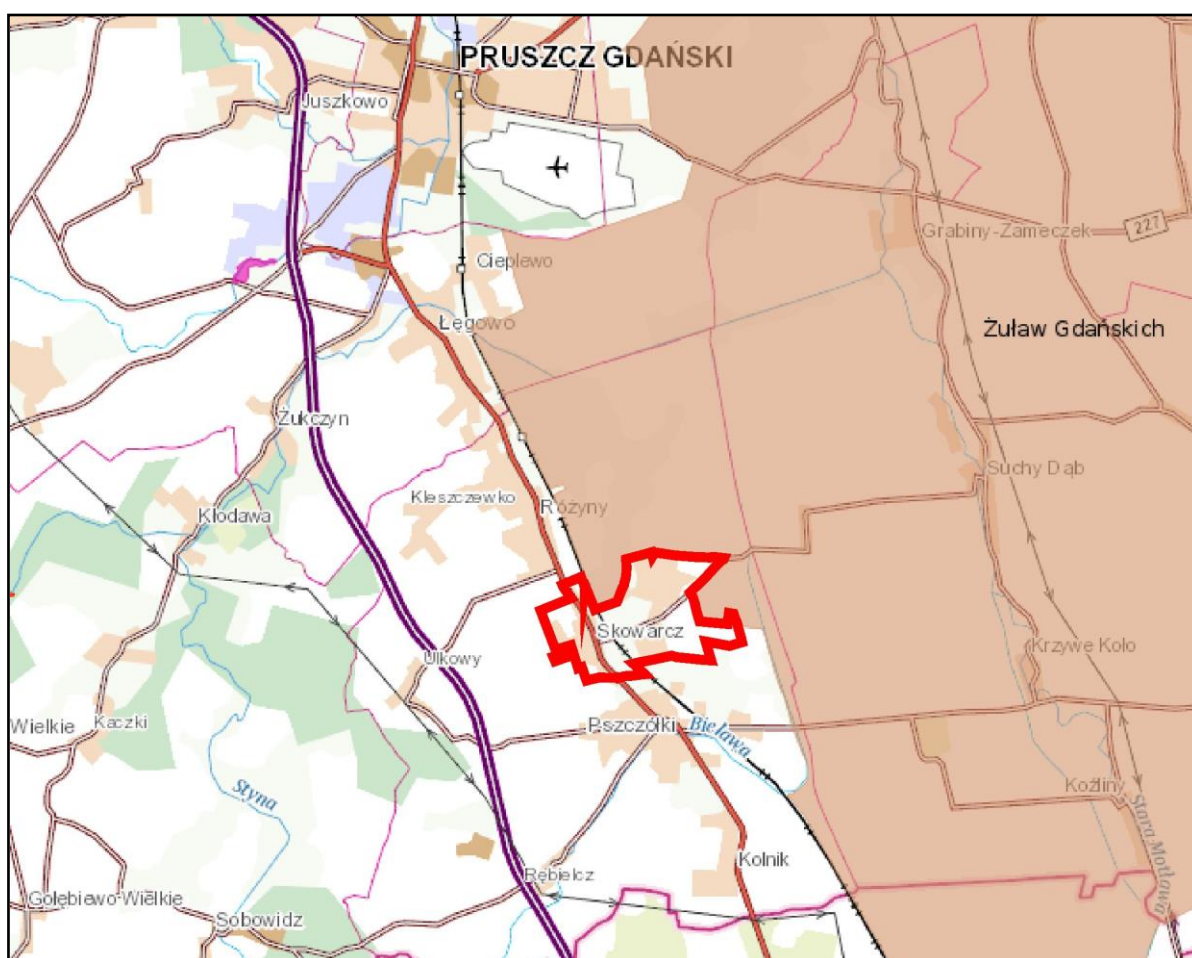 PRUSZCZ GDAŃSKI
Juszkowo
Grabiny-Zameczek
227
Cieplewo
Łęgowo
Żuław Gdańskich
Żukczyn
Suchy Dąb
Kleszczewko
Różyny
Kłodawa
Skowarcz
Krzywe Koło
Ulkowy
Wielkie
Kaczki
Pszczółki
Bielawa
Styna
Koźliny
Stara Motława
Kolnik
Rębielcz
Gołębiewo Wielkie
Sobowidz